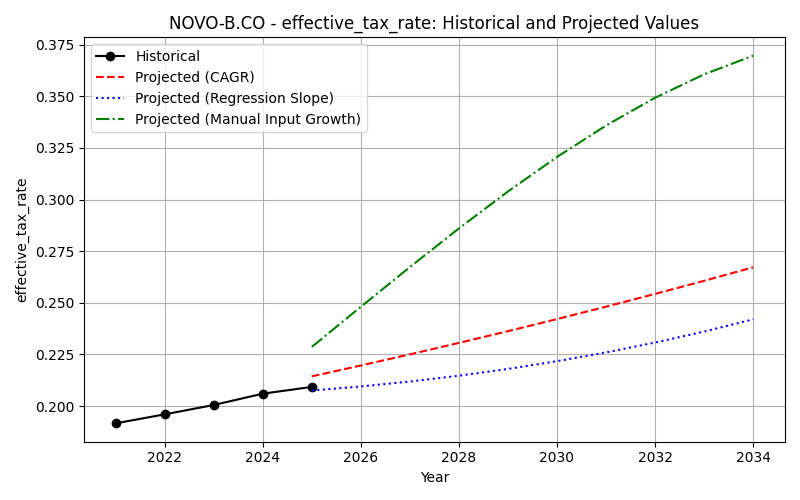 NOVO-B.CO - effective_tax_rate: Historical and Projected Values
Historical
Projected (CAGR)
Projected (Regression Slope)
Projected (Manual Input Growth)
effective_tax_rate
0.375
0.350
0.325
0.300
0.275
0.250
0.225
0.200
2022
2024
2026
2028
2030
2032
2034
Year